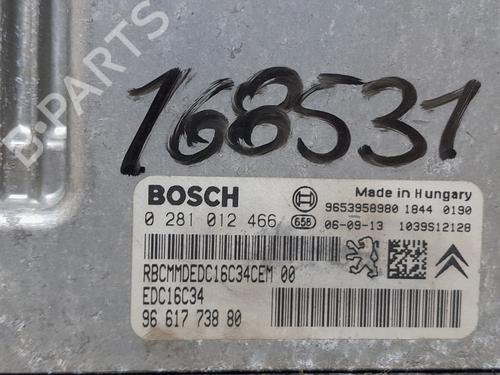 B-PARTS
168531
BOSCH
Made in Hungary
9653958980 1844 0190
0 281 012 466 658 06-09-13 1039S12128
RBCMMDEDC16C34CEM 00
EDC16C34
96 617 738 80